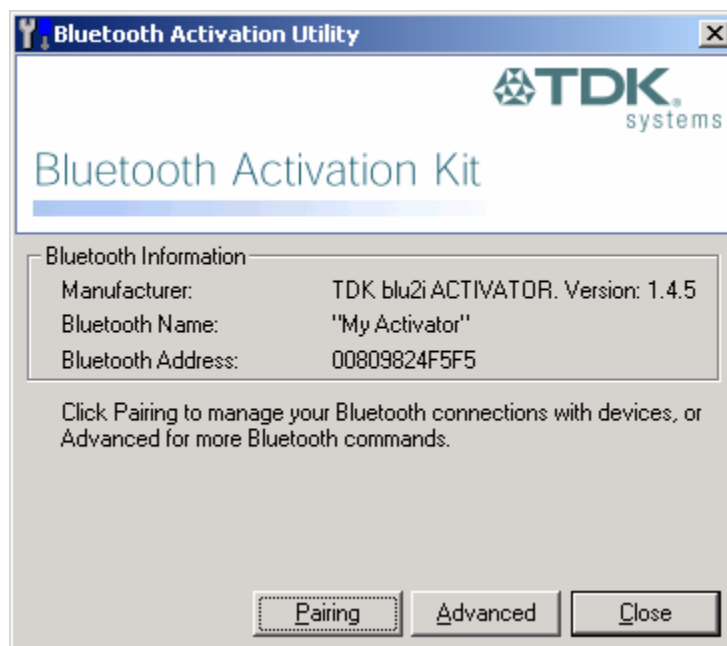 Bluetooth Activation Utility
TDK.
systems
Bluetooth Activation Kit
Bluetooth Information
Manufacturer: TDK blu2i ACTIVATOR. Version: 1.4.5
Bluetooth Name: "My Activator"
Bluetooth Address: 00809824F5F5
Click Pairing to manage your Bluetooth connections with devices, or
Advanced for more Bluetooth commands.
Pairing Advanced Close